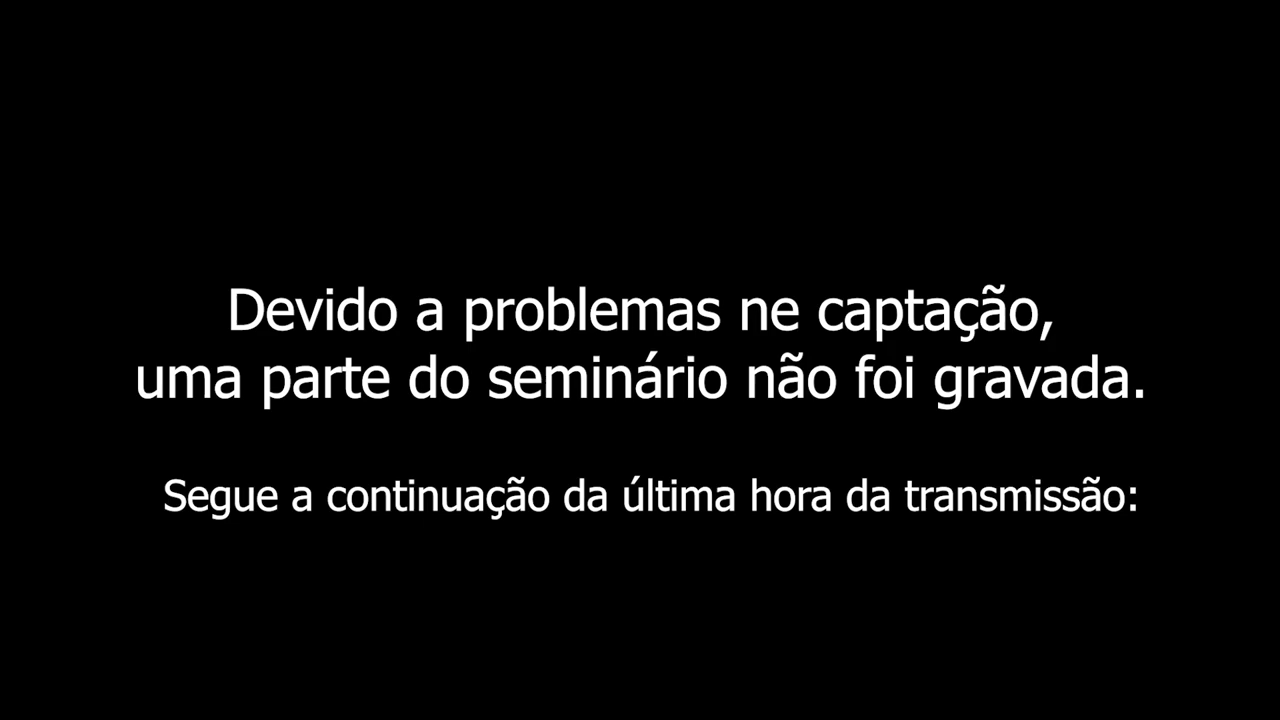 Devido a problemas ne captação,
uma parte do seminário não foi gravada.
Segue a continuação da última hora da transmissão: